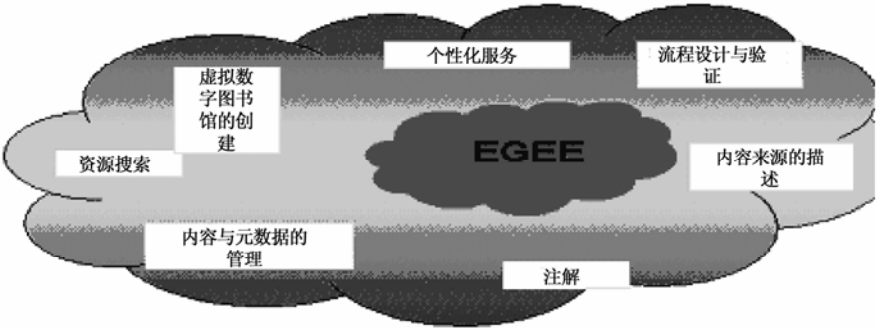 个性化服务
流程设计与验
证
虚拟数
字图书
馆的创
建
资源搜索
EGEE
内容来源的描
述
内容与元数据的
管理
注解